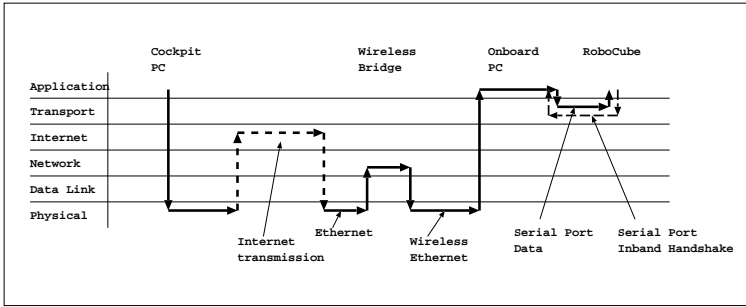 Cockpit
PC
Wireless
Bridge
Onboard
PC
RoboCube
Application
Transport
Internet
Network
Data Link
Physical
Internet
transmission
Ethernet
Wireless
Ethernet
Serial Port
Data
Serial Port
Inband Handshake